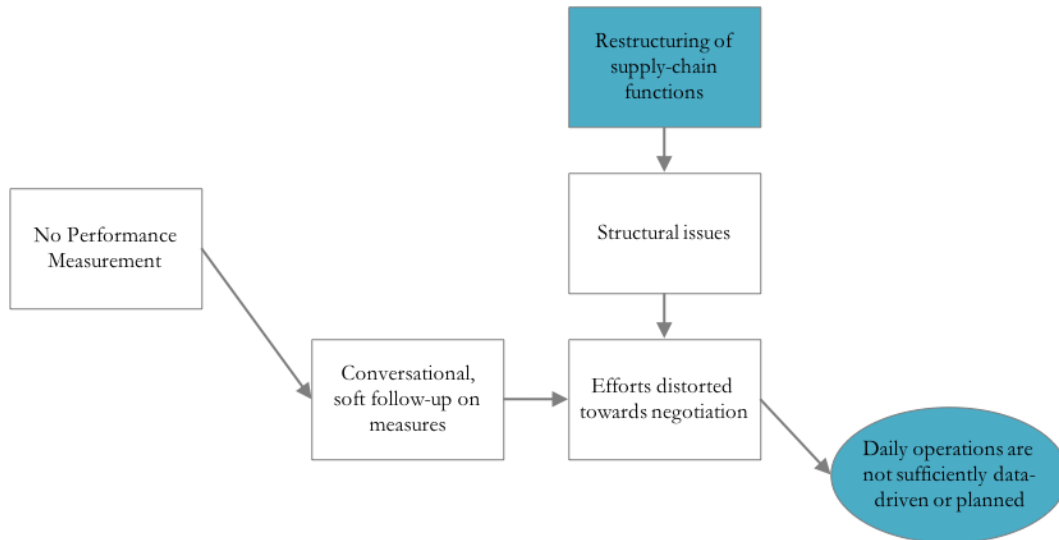 Restructuring of
supply-chain
functions
No Performance
Measurement
Structural issues
Conversational,
soft follow-up on
measures
Efforts distorted
towards negotiation
Daily operations are
not sufficiently data-
driven or planned